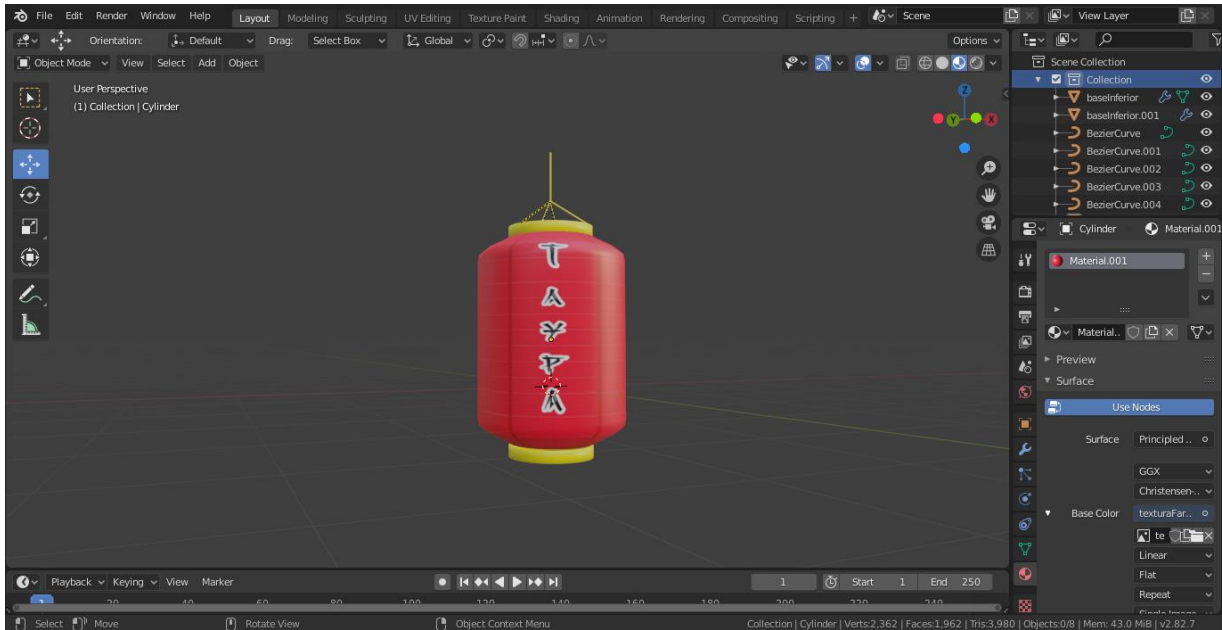 File Edit Render Window Help Layout Modeling Sculpting UV Editing Texture Paint Shading Animation Rendering Compositing Scripting + Scene View Layer
Orientation: Default Drag: Select Box Global Options
Object Mode View Select Add Object
User Perspective
(1) Collection | Cylinder
Z
Y
X
T
A
Y
P
A
Scene Collection
Collection
baseInferior
baseInferior.001
BezierCurve
BezierCurve.001
BezierCurve.002
BezierCurve.003
BezierCurve.004
Cylinder Material.001
Material.001
Material..
Preview
Surface
Use Nodes
Surface Principled ..
GGX
Christensen-..
Base Color texturaFar..
te
Linear
Flat
Repeat
Single Image
Playback Keying View Marker 1 Start 1 End 250
1 20 40 60 80 100 120 140 160 180 200 220 240
Select Move Rotate View Object Context Menu Collection | Cylinder | Verts:2,362 | Faces:1,962 | Tris:3,980 | Objects:0/8 | Mem: 43.0 MiB | v2.82.7